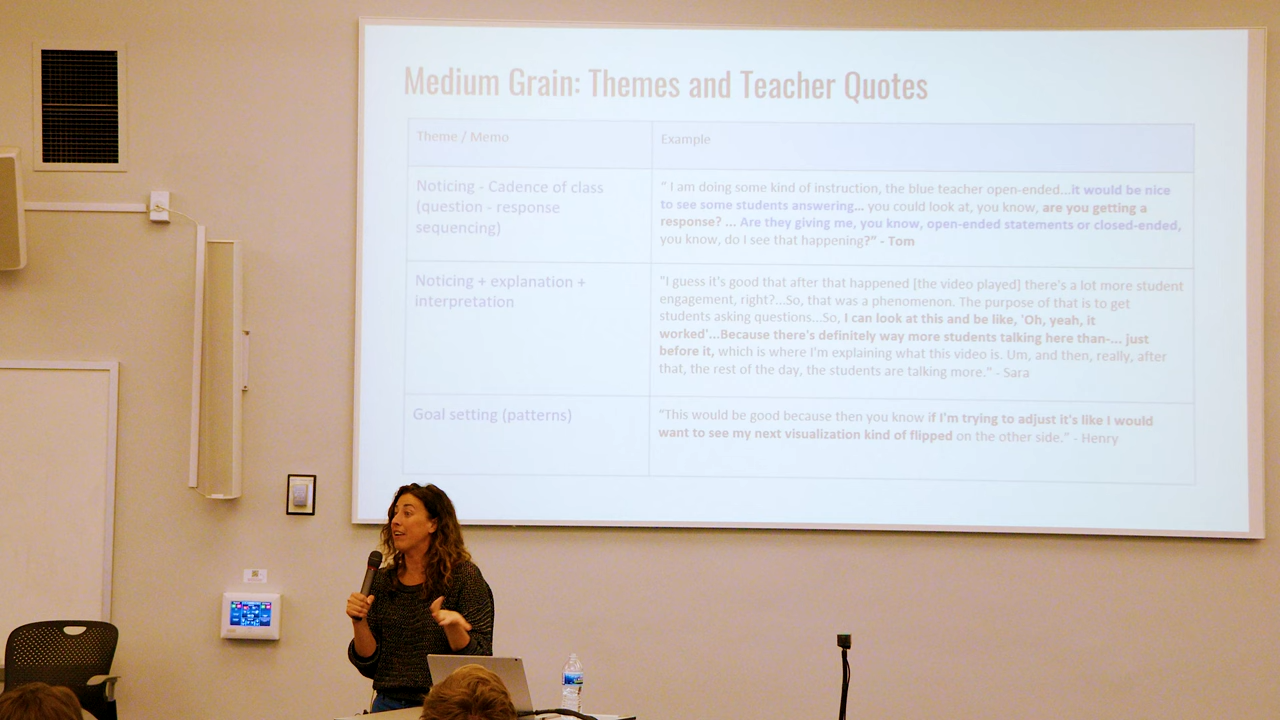 Medium Grain: Themes and Teacher Quotes
Theme / Memo
Example
Noticing - Cadence of class
(question - response
sequencing)
“ I am doing some kind of instruction, the blue teacher open-ended...it would be nice
to see some students answering... you could look at, you know, are you getting a
response? ... Are they giving me, you know, open-ended statements or closed-ended,
you know, do I see that happening?” - Tom
Noticing + explanation +
interpretation
"I guess it's good that after that happened [the video played] there's a lot more student
engagement, right?...So, that was a phenomenon. The purpose of that is to get
students asking questions...So, I can look at this and be like, 'Oh, yeah, it
worked'...Because there's definitely way more students talking here than-... just
before it, which is where I'm explaining what this video is. Um, and then, really, after
that, the rest of the day, the students are talking more." - Sara
Goal setting (patterns)
"This would be good because then you know if I'm trying to adjust it's like I would
want to see my next visualization kind of flipped on the other side." - Henry